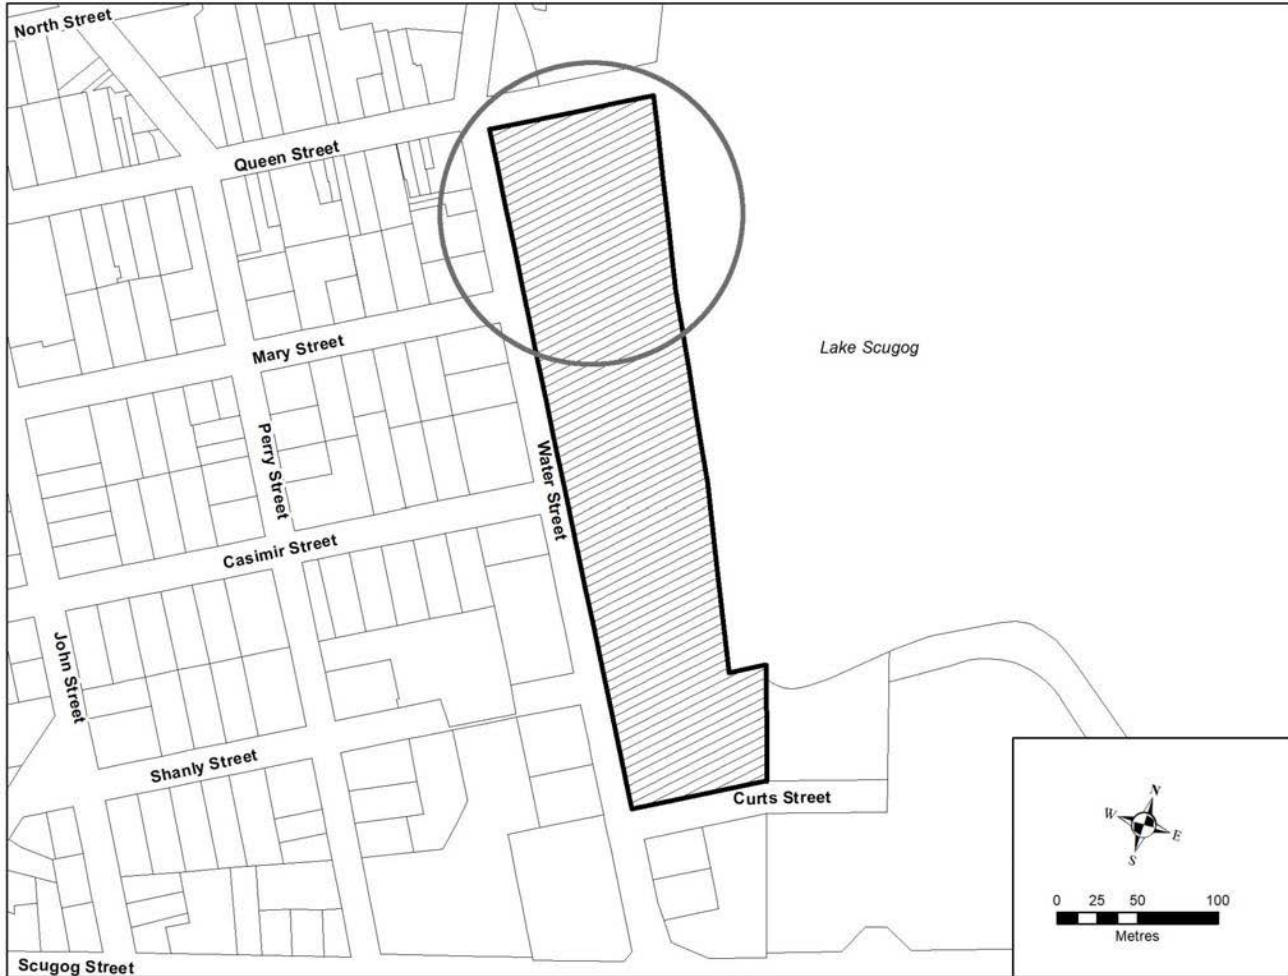 North Street
Queen Street
Mary Street
Lake Scugog
Perry Street
Water Street
Casimir Street
John Street
Shanly Street
Curts Street
N
W
E
S
0 25 50 100
Metres
Scugog Street